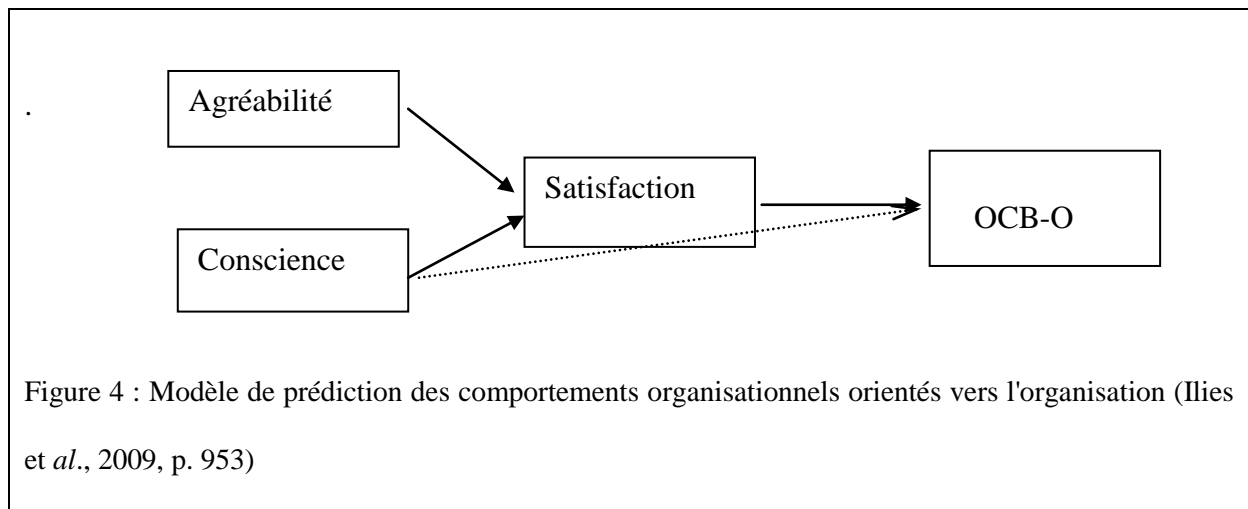 Agréabilité
.
Satisfaction
OCB-O
Conscience
Figure 4 : Modèle de prédiction des comportements organisationnels orientés vers l'organisation (Ilies
et al., 2009, p. 953)